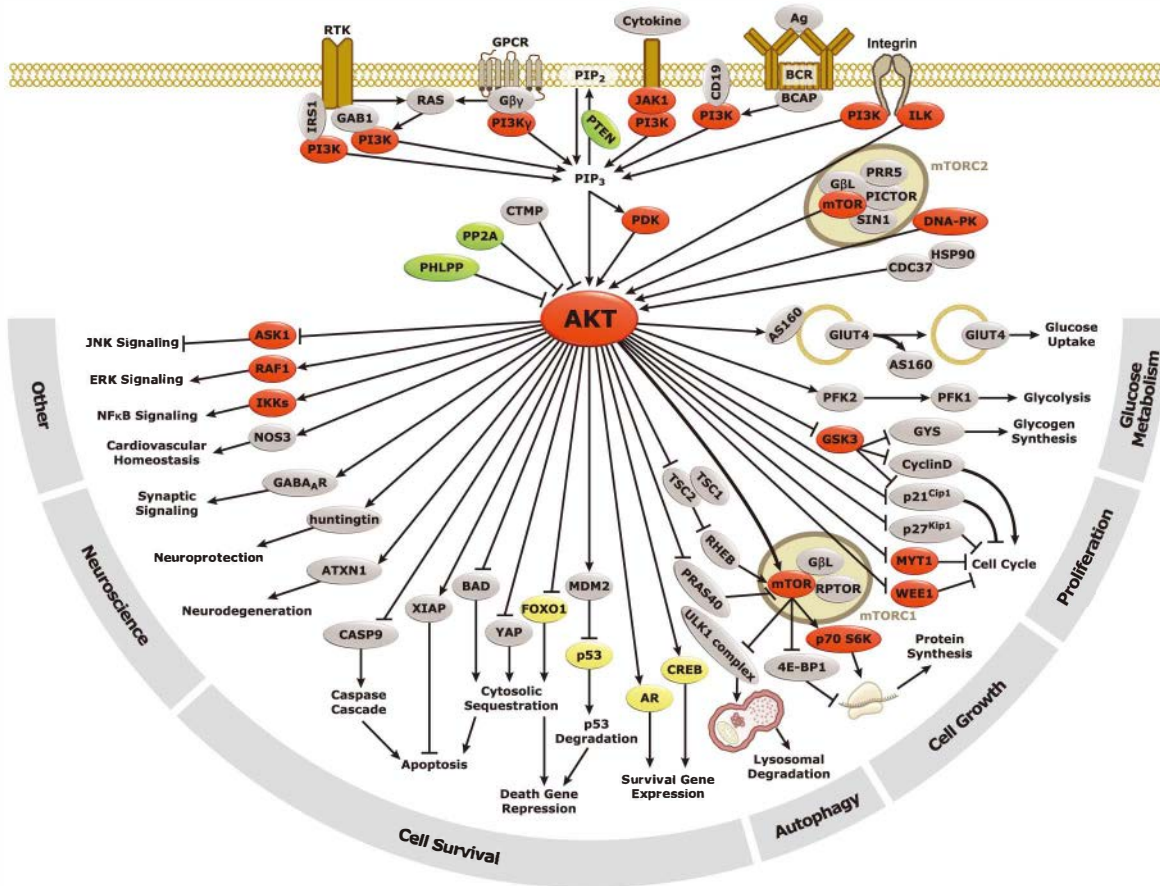 Cytokine
Ag
RTK
GPCR
Integrin
PIP2
CD19
BCR
IRS1
GAB1
RAS
Gβγ
JAK1
BCAP
PI3K
PI3K
PI3Kγ
PTEN
PI3K
PI3K
PI3K
ILK
PIP3
mTORC2
GβL
PRR5
PICTOR
mTOR
SIN1
CTMP
PDK
DNA-PK
PP2A
HSP90
CDC37
PHLPP
AKT
JNK Signaling
ASK1
AS160
GlUT4
GlUT4
Glucose
Uptake
AS160
ERK Signaling
RAF1
NFκB Signaling
IKKs
PFK2
PFK1
Glycolysis
Cardiovascular
Homeostasis
NOS3
GSK3
GYS
Glycogen
Synthesis
CyclinD
Synaptic
Signaling
GABAAR
TSC2
TSC1
p21Cip1
p27Kip1
Neuroprotection
huntingtin
RHEB
GβL
MYT1
Cell Cycle
ATXN1
Neurodegeneration
BAD
MDM2
PRAS40
mTOR
RPTOR
WEE1
mTORC1
XIAP
FOXO1
CASP9
YAP
p53
ULK1 complex
p70 S6K
4E-BP1
Protein
Synthesis
CREB
AR
Caspase
Cascade
Cytosolic
Sequestration
p53
Degradation
Apoptosis
Lysosomal
Degradation
Survival Gene
Expression
Death Gene
Repression
Other
Neuroscience
Cell Survival
Autophagy
Cell Growth
Proliferation
Glucose
Metabolism